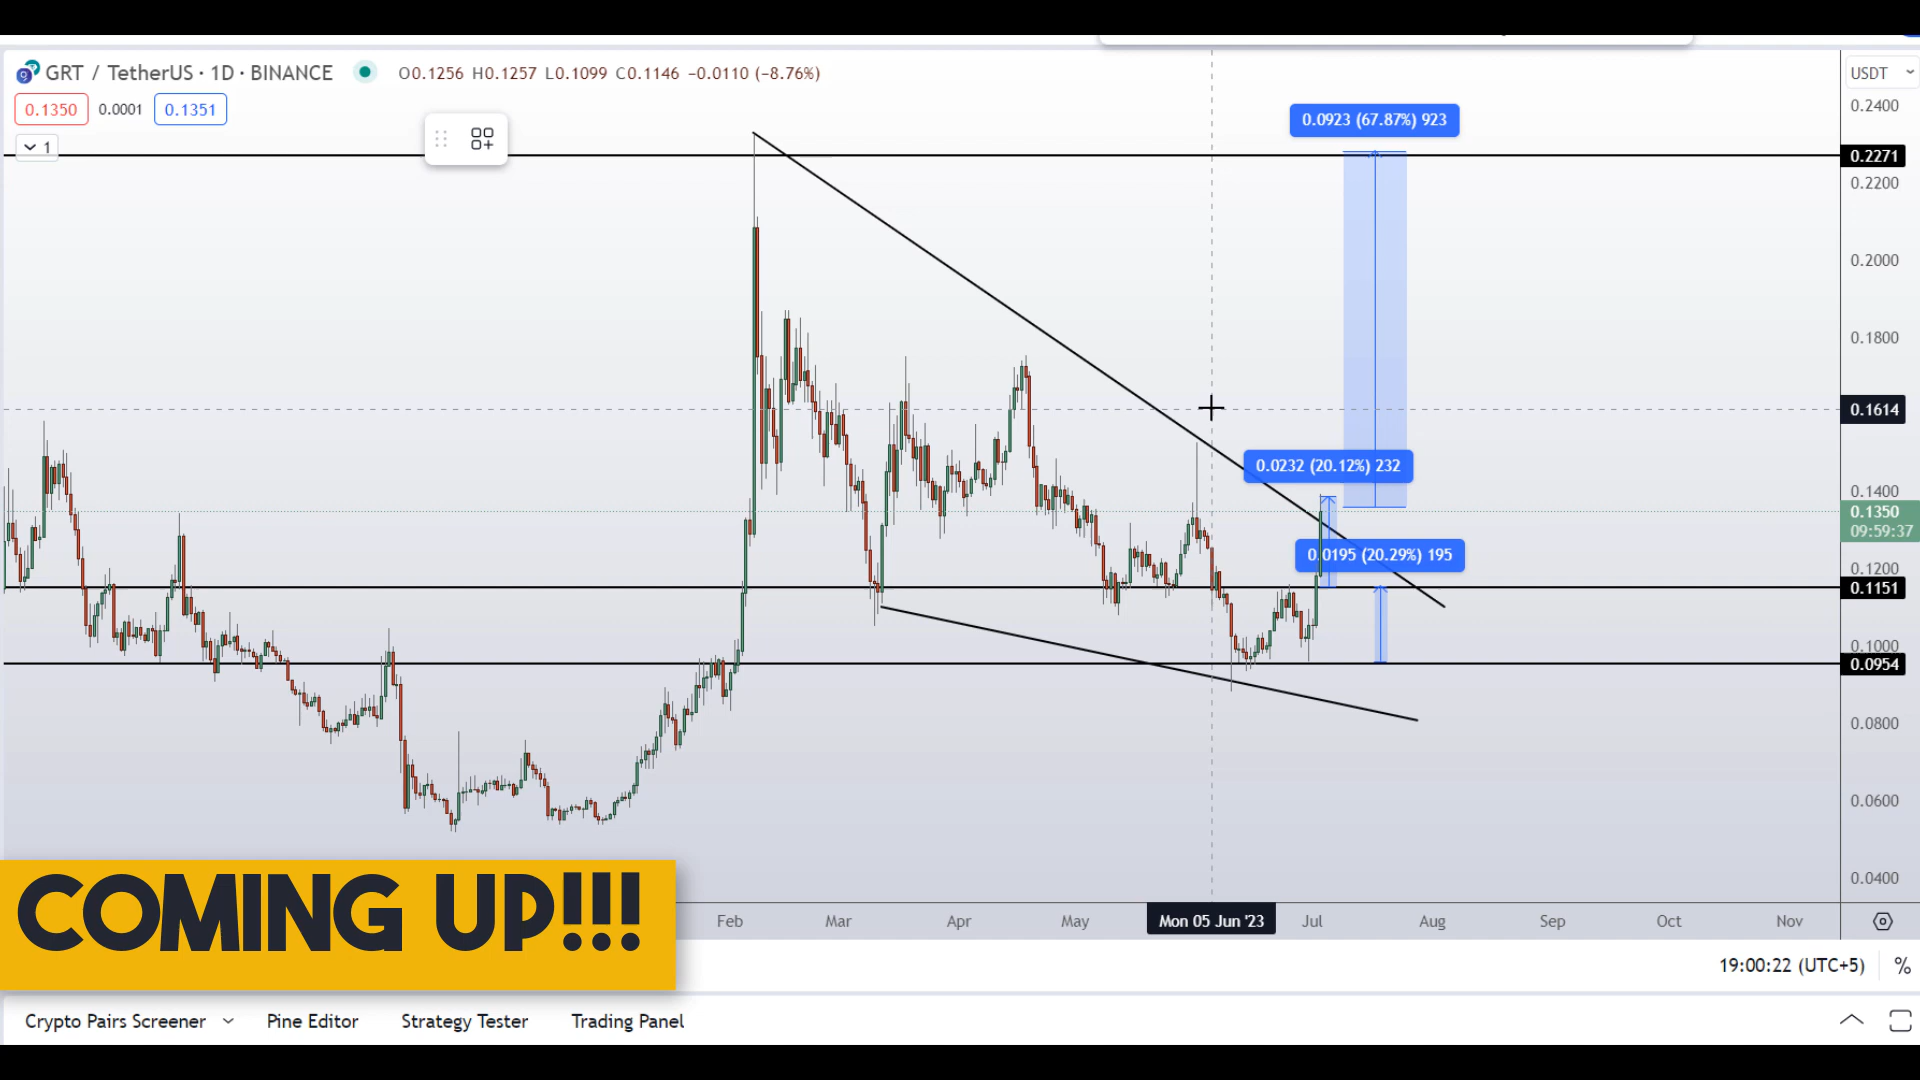 GRT / TetherUS · 1D · BINANCE O0.1256 H0.1257 L0.1099 C0.1146 −0.0110 (−8.76%)
USDT
0.1350 0.0001 0.1351
1
0.2400
0.0923 (67.87%) 923
0.2271
0.2200
0.2000
0.1800
0.1614
0.0232 (20.12%) 232
0.1400
0.1350
09:59:37
0.0195 (20.29%) 195
0.1200
0.1151
0.1000
0.0954
0.0800
0.0600
0.0400
COMING UP!!!
Feb Mar Apr May Mon 05 Jun '23 Jul Aug Sep Oct Nov
19:00:22 (UTC+5) %
Crypto Pairs Screener Pine Editor Strategy Tester Trading Panel